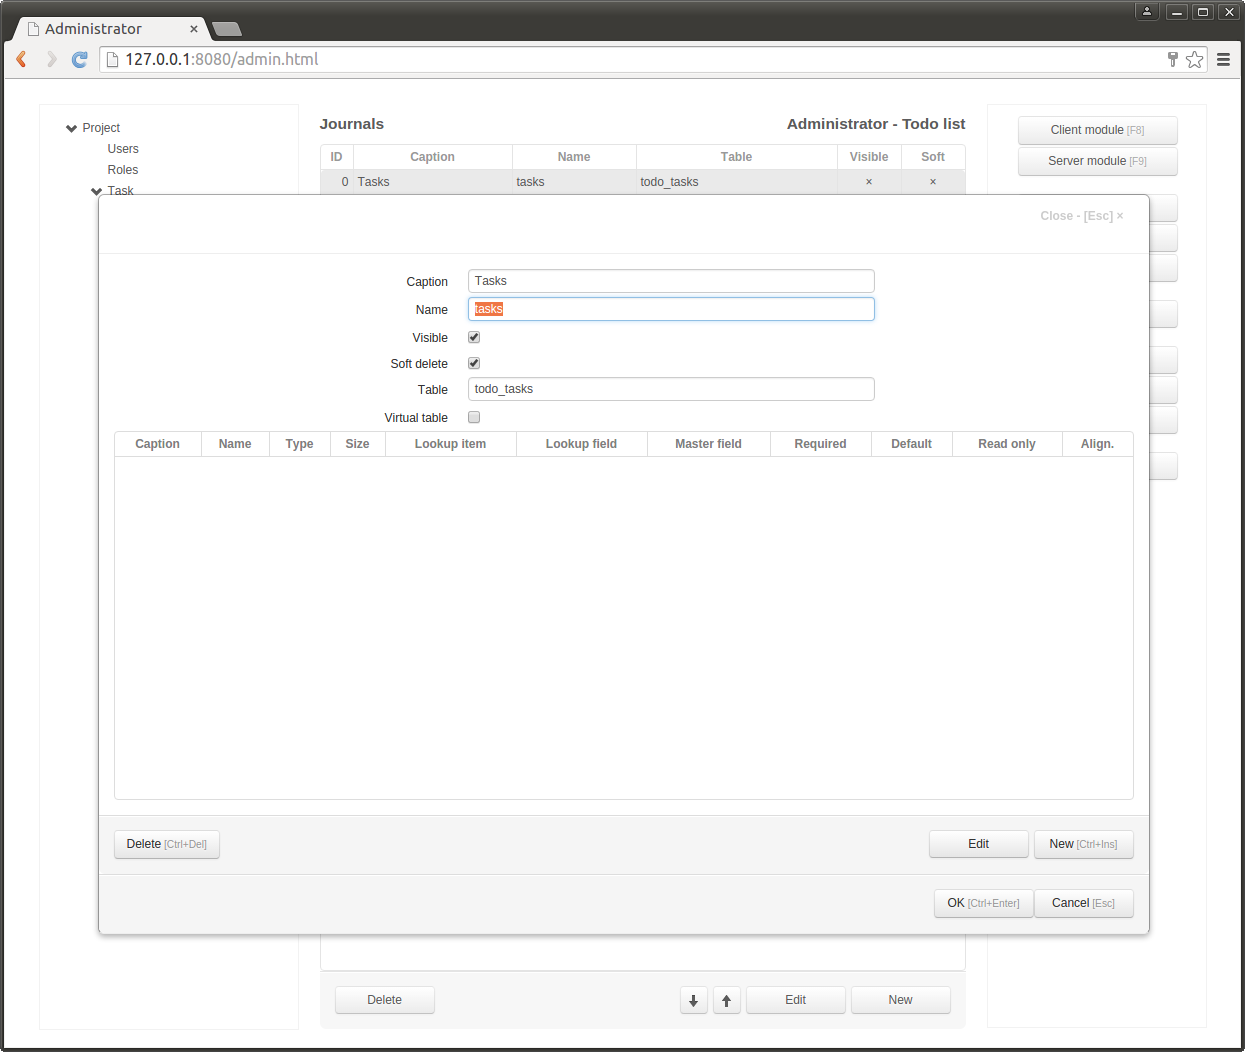 Administrator ×
127.0.0.1:8080/admin.html
Project
Users
Roles
Task
Journals
Administrator - Todo list
ID Caption Name Table Visible Soft
0 Tasks tasks todo_tasks × ×
Client module [F8]
Server module [F9]
Close - [Esc] ×
Caption Tasks
Name tasks
Visible
Soft delete
Table todo_tasks
Virtual table
Caption Name Type Size Lookup item Lookup field Master field Required Default Read only Align.
Delete [Ctrl+Del] Edit New [Ctrl+Ins]
OK [Ctrl+Enter] Cancel [Esc]
Delete Edit New